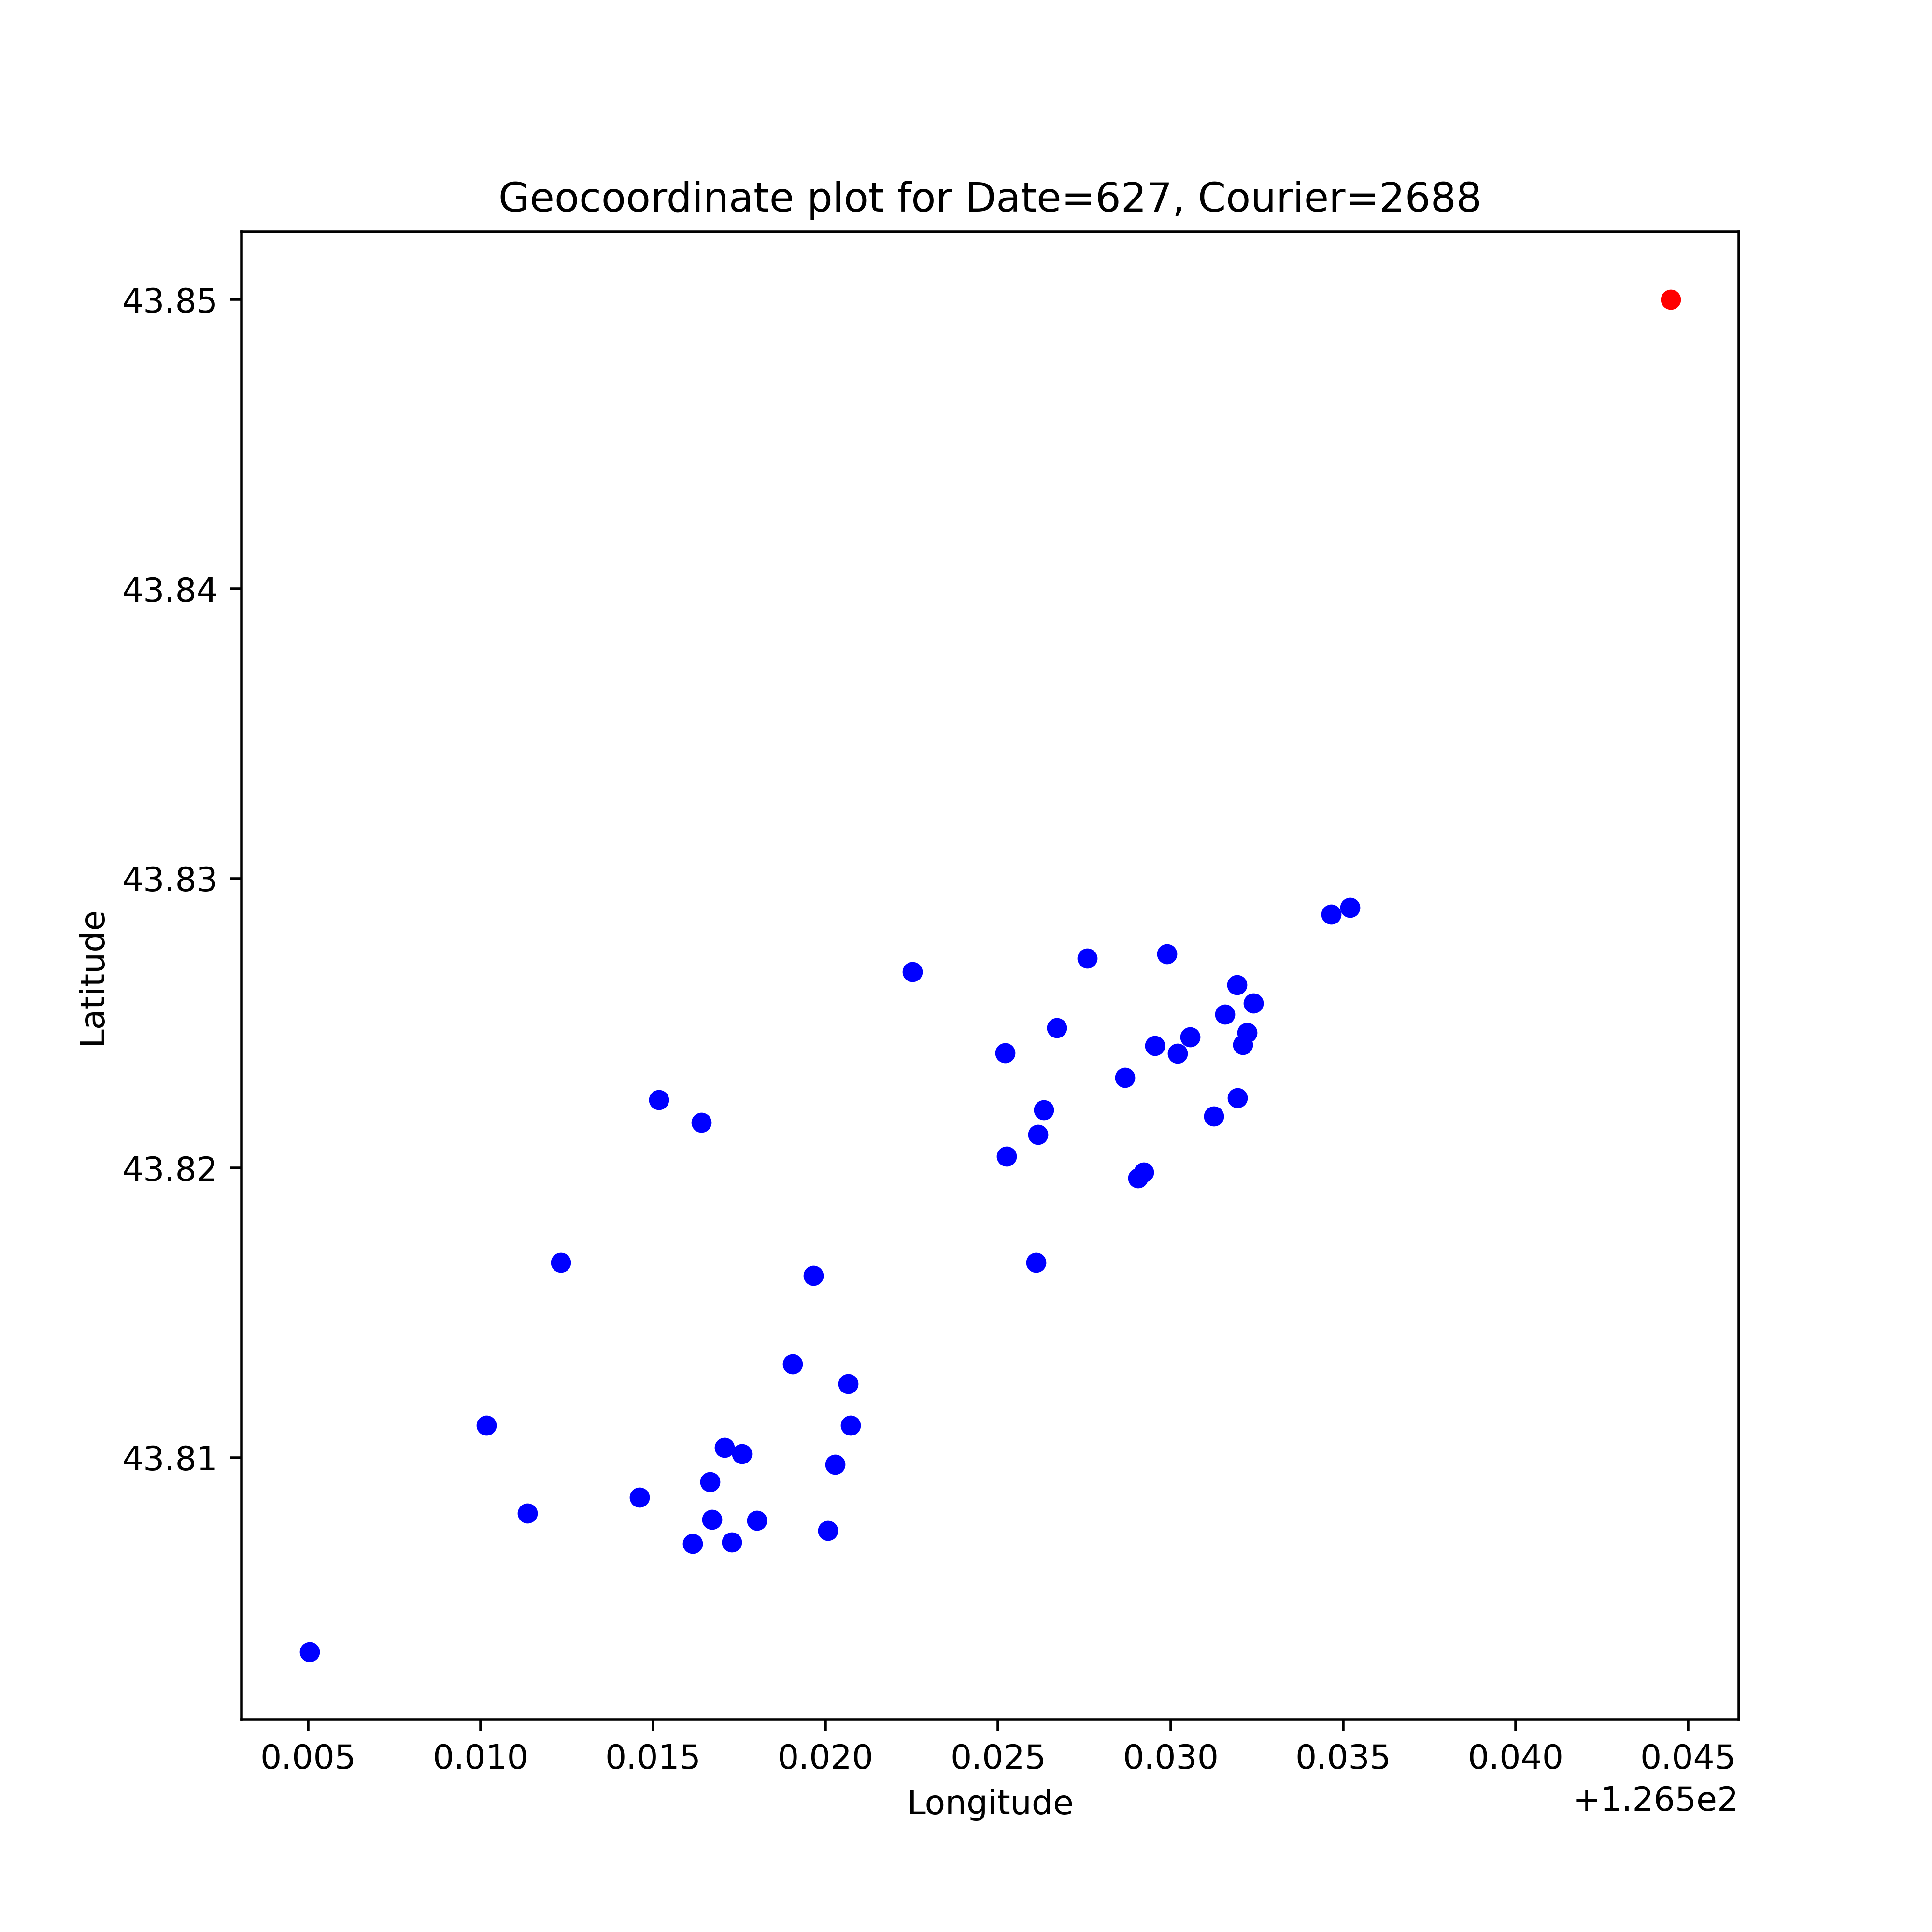 Geocoordinate plot for Date=627, Courier=2688
43.85
43.84
43.83
43.82
43.81
Latitude
0.005 0.010 0.015 0.020 0.025 0.030 0.035 0.040 0.045
+1.265e2
Longitude